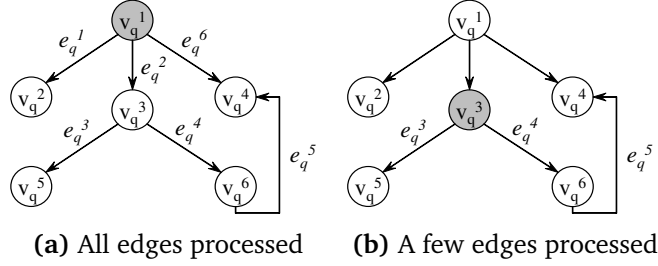 v_q^1 v_q^1
e_q^1 e_q^2 e_q^6
v_q^2 v_q^3 v_q^4 v_q^2 v_q^3 v_q^4
e_q^3 e_q^4 e_q^5 e_q^3 e_q^4 e_q^5
v_q^5 v_q^6 v_q^5 v_q^6
(a) All edges processed (b) A few edges processed